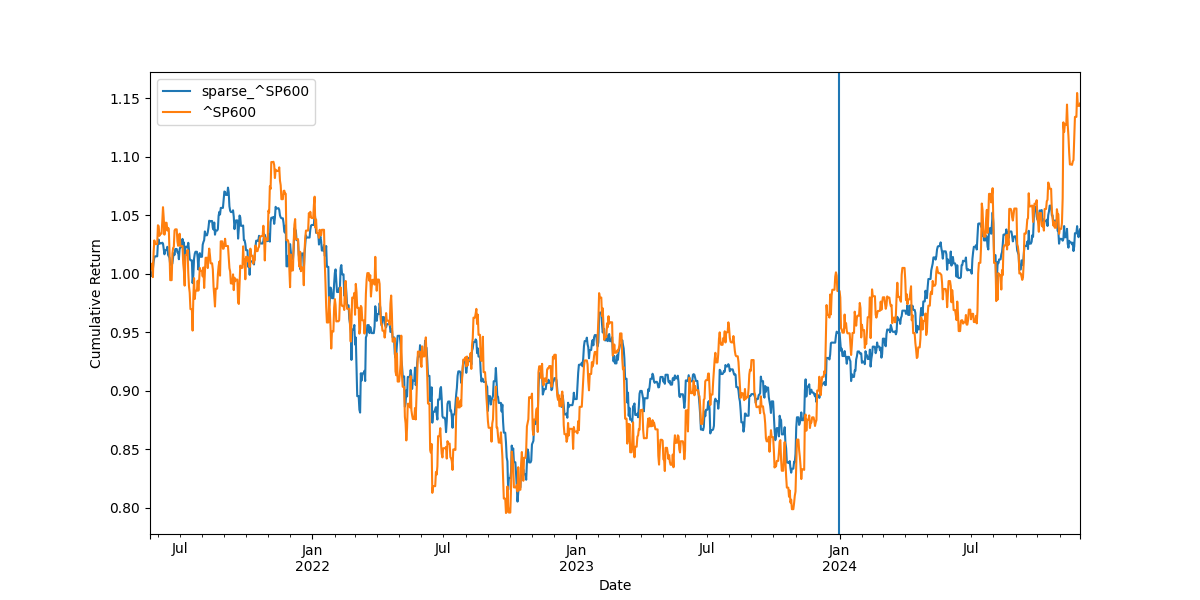 sparse_^SP600
^SP600
1.15
1.10
1.05
1.00
0.95
0.90
0.85
0.80
Cumulative Return
Jul
Jan
2022
Jul
Jan
2023
Jul
Jan
2024
Jul
Date